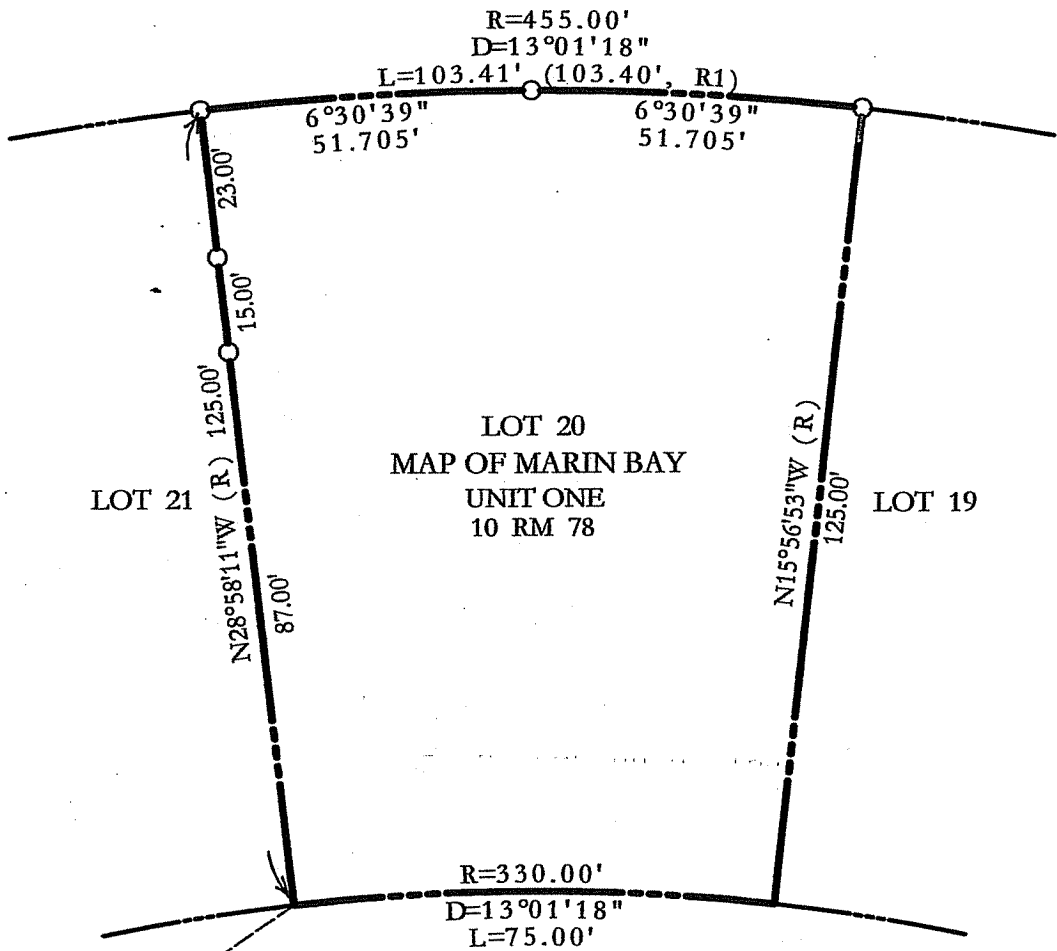 R=455.00'
D=13°01'18"
L=103.41' (103.40', R1)
6°30'39"
51.705'
6°30'39"
51.705'
23.00'
15.00'
N28°58'11"W (R) 125.00'
87.00'
LOT 21
LOT 20
MAP OF MARIN BAY
UNIT ONE
10 RM 78
N15°56'53"W (R)
125.00'
LOT 19
R=330.00'
D=13°01'18"
L=75.00'